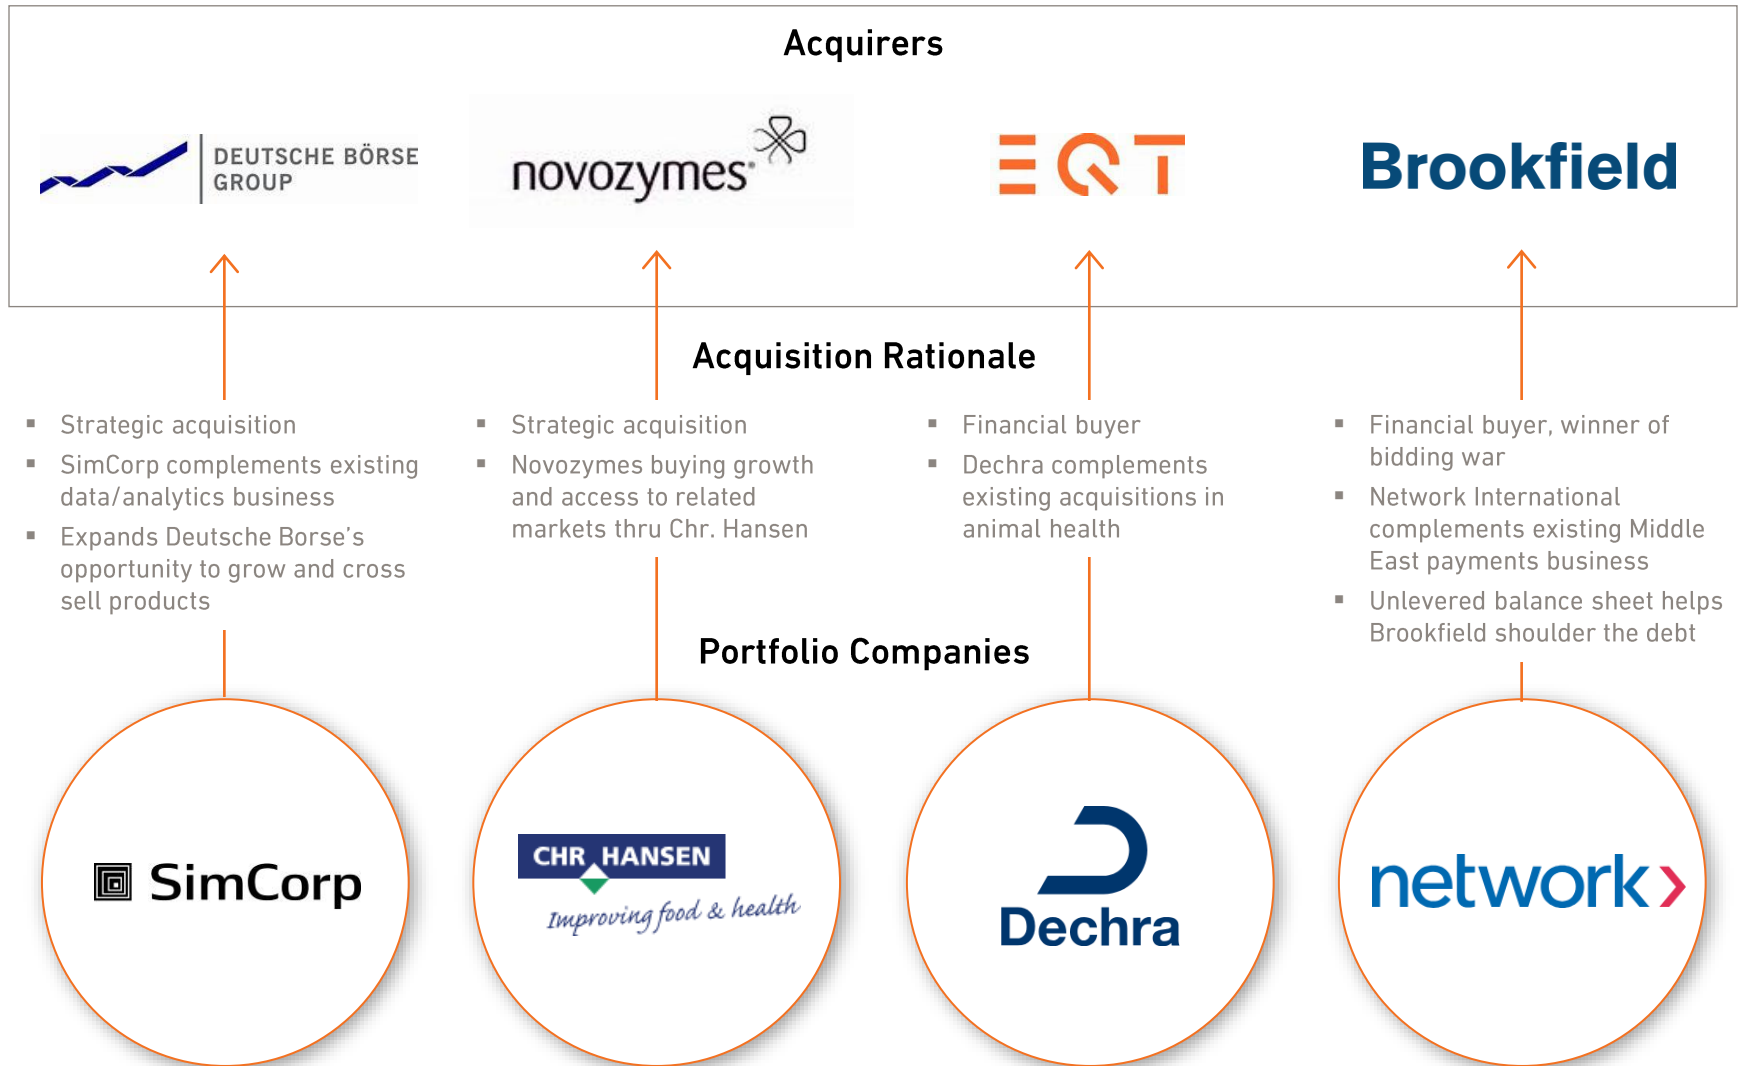 Acquirers
DEUTSCHE BÖRSE
GROUP
novozymes®
EQT
Brookfield
Acquisition Rationale
▪ Strategic acquisition
▪ SimCorp complements existing
data/analytics business
▪ Expands Deutsche Borse’s
opportunity to grow and cross
sell products
▪ Strategic acquisition
▪ Novozymes buying growth
and access to related
markets thru Chr. Hansen
▪ Financial buyer
▪ Dechra complements
existing acquisitions in
animal health
▪ Financial buyer, winner of
bidding war
▪ Network International
complements existing Middle
East payments business
▪ Unlevered balance sheet helps
Brookfield shoulder the debt
Portfolio Companies
SimCorp
CHR HANSEN
Improving food & health
Dechra
network